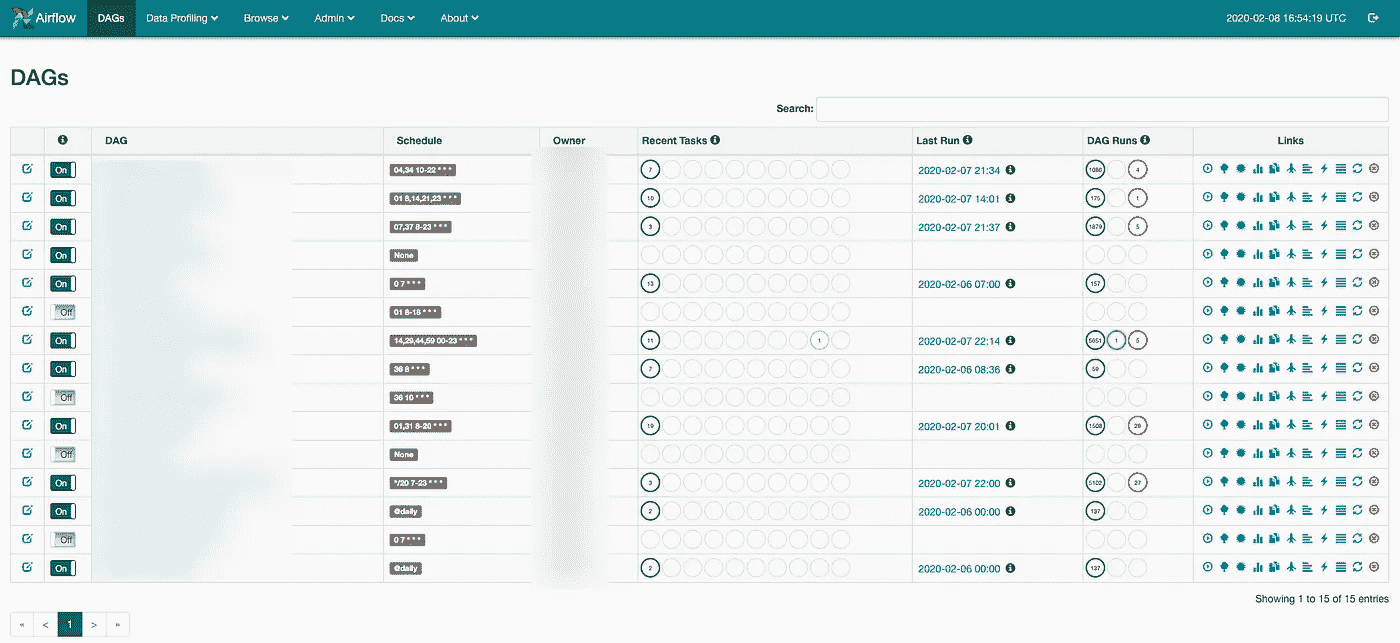 Airflow DAGs Data Profiling Browse Admin Docs About 2020-02-08 16:54:19 UTC
DAGs
Search:
DAG Schedule Owner Recent Tasks Last Run DAG Runs Links
On 04,34 10-22 * * * 7 2020-02-07 21:34 1086 4
On 01 8,14,21,23 * * * 10 2020-02-07 14:01 175 1
On 07,37 8-23 * * * 3 2020-02-07 21:37 1879 5
On None
On 0 7 * * * 13 2020-02-06 07:00 157
Off 01 8-18 * * *
On 14,29,44,59 00-23 * * * 11 1 2020-02-07 22:14 5651 1 5
On 36 8 * * * 7 2020-02-06 08:36 59
Off 36 10 * * *
On 01,31 8-20 * * * 19 2020-02-07 20:01 1508 28
Off None
On */20 7-23 * * * 3 2020-02-07 22:00 5102 27
On @daily 2 2020-02-06 00:00 137
Off 0 7 * * *
On @daily 2 2020-02-06 00:00 137
Showing 1 to 15 of 15 entries
« < 1 > »